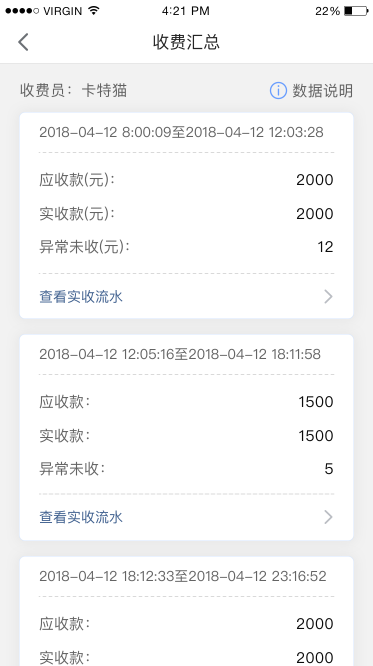 VIRGIN 4:21 PM 22%
收费汇总
收费员：卡特猫 数据说明
2018-04-12 8:00:09至2018-04-12 12:03:28
应收款(元)： 2000
实收款(元)： 2000
异常未收(元)： 12
查看实收流水
2018-04-12 12:05:16至2018-04-12 18:11:58
应收款： 1500
实收款： 1500
异常未收： 5
查看实收流水
2018-04-12 18:12:33至2018-04-12 23:16:52
应收款： 2000
实收款： 2000